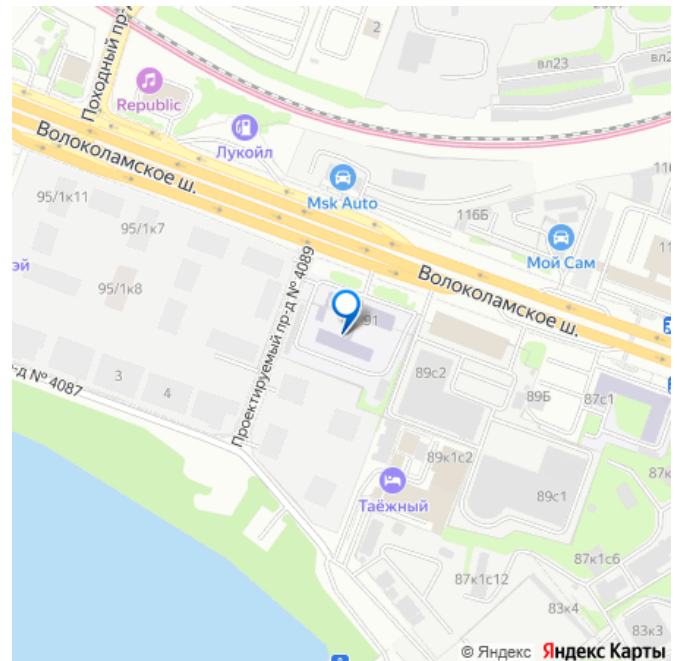 Походный пр-
2
вл23
вл2
Republic
Лукойл
Волоколамское ш.
Msk Auto
116
116Б
95/1к11
95/1к7
Мой Сам
11
эй
95/1к8
Проектируемый пр-д № 4089
Волоколамское ш.
91
3
4
-д № 4087
89с2
89Б
87с1
89к1с2
87к
Таёжный
89с1
87к1с6
87к1с12
83к4
83к3
© Яндекс Яндекс Карты